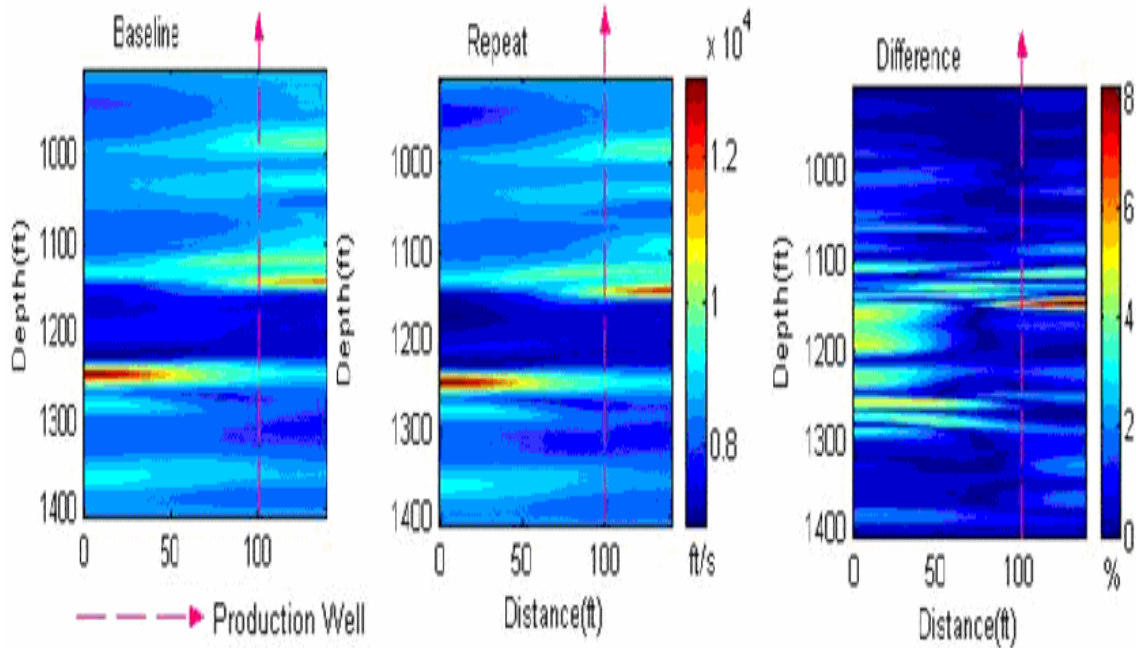 Baseline
Repeat
x 10⁴
Difference
Depth(ft)
1000
1100
1200
1300
1400
0 50 100
Depth(ft)
1000
1100
1200
1300
1400
0 50 100
Distance(ft)
1.2
1
0.8
ft/s
Depth(ft)
1000
1100
1200
1300
1400
0 50 100
Distance(ft)
8
6
4
2
0
%
Production Well